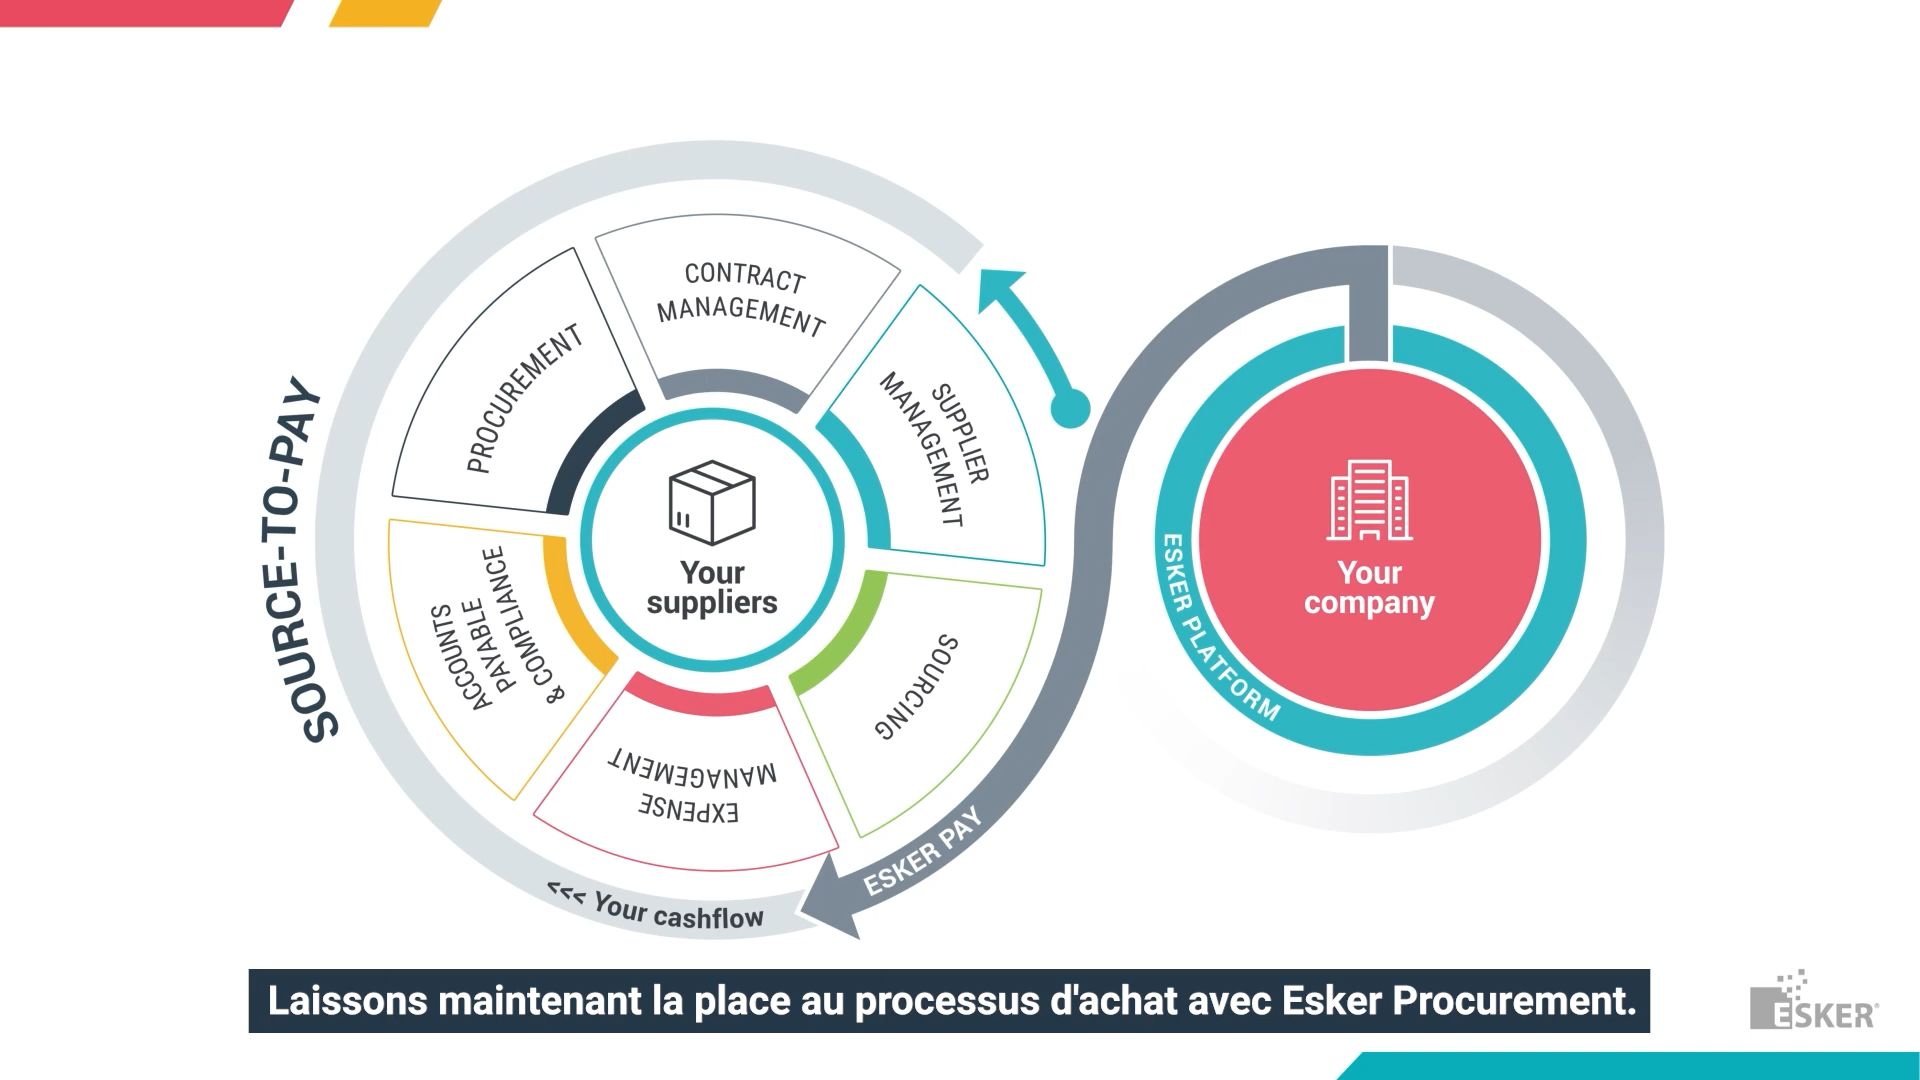 SOURCE-TO-PAY
CONTRACT
MANAGEMENT
SUPPLIER
MANAGEMENT
SOURCING
EXPENSE
MANAGEMENT
ACCOUNTS
PAYABLE
& COMPLIANCE
PROCUREMENT
Your
suppliers
<<< Your cashflow
ESKER PAY
ESKER PLATFORM
Your
company
Laissons maintenant la place au processus d'achat avec Esker Procurement.
ESKER®